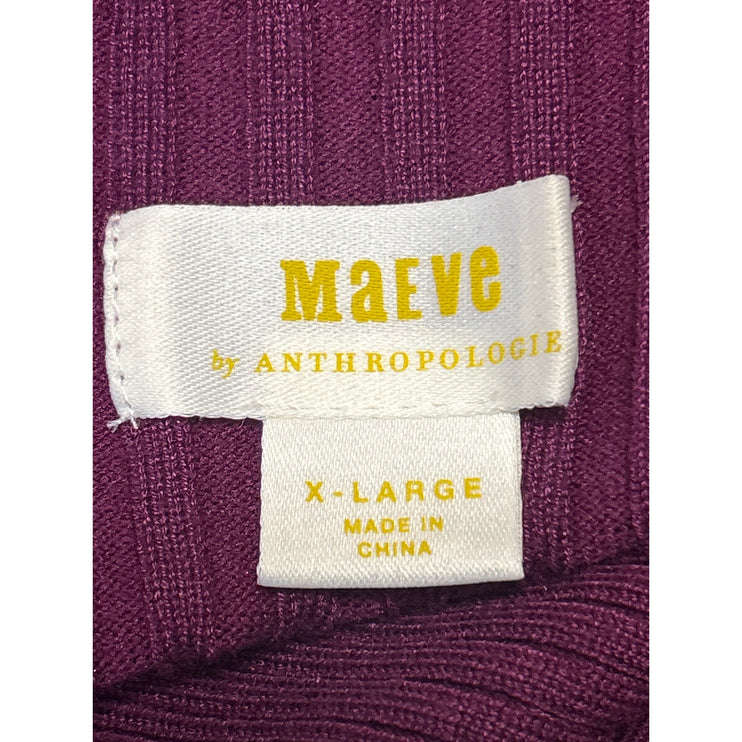 MaEve
by ANTHROPOLOGIE
X-LARGE
MADE IN
CHINA